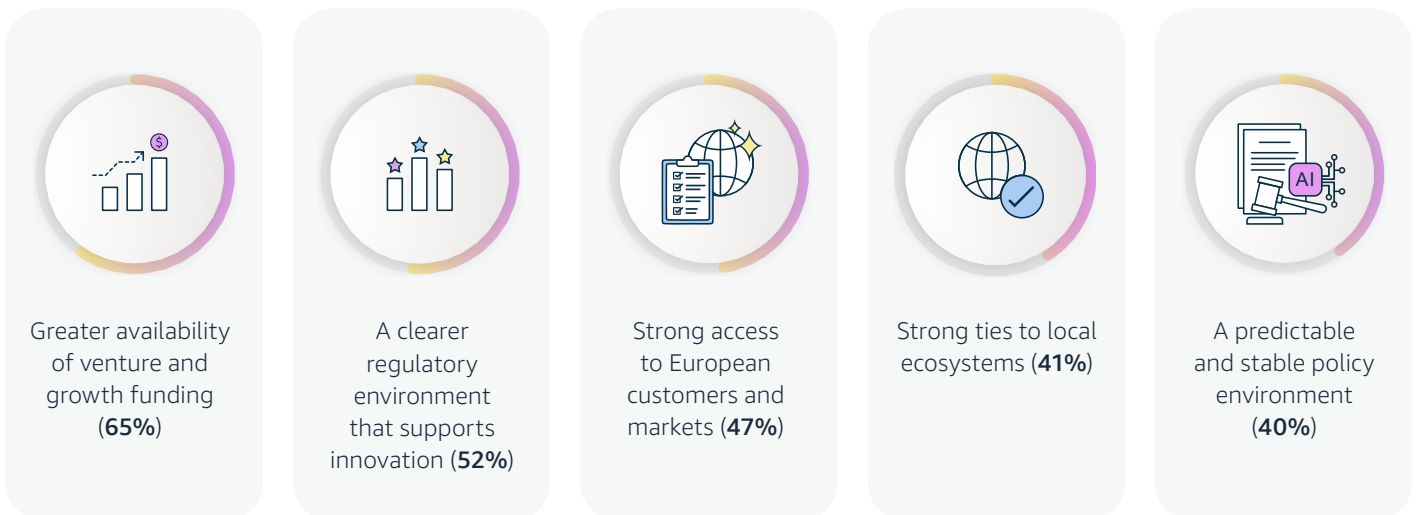 $
AI
Greater availability
of venture and
growth funding
(65%)
A clearer
regulatory
environment
that supports
innovation (52%)
Strong access
to European
customers and
markets (47%)
Strong ties to local
ecosystems (41%)
A predictable
and stable policy
environment
(40%)